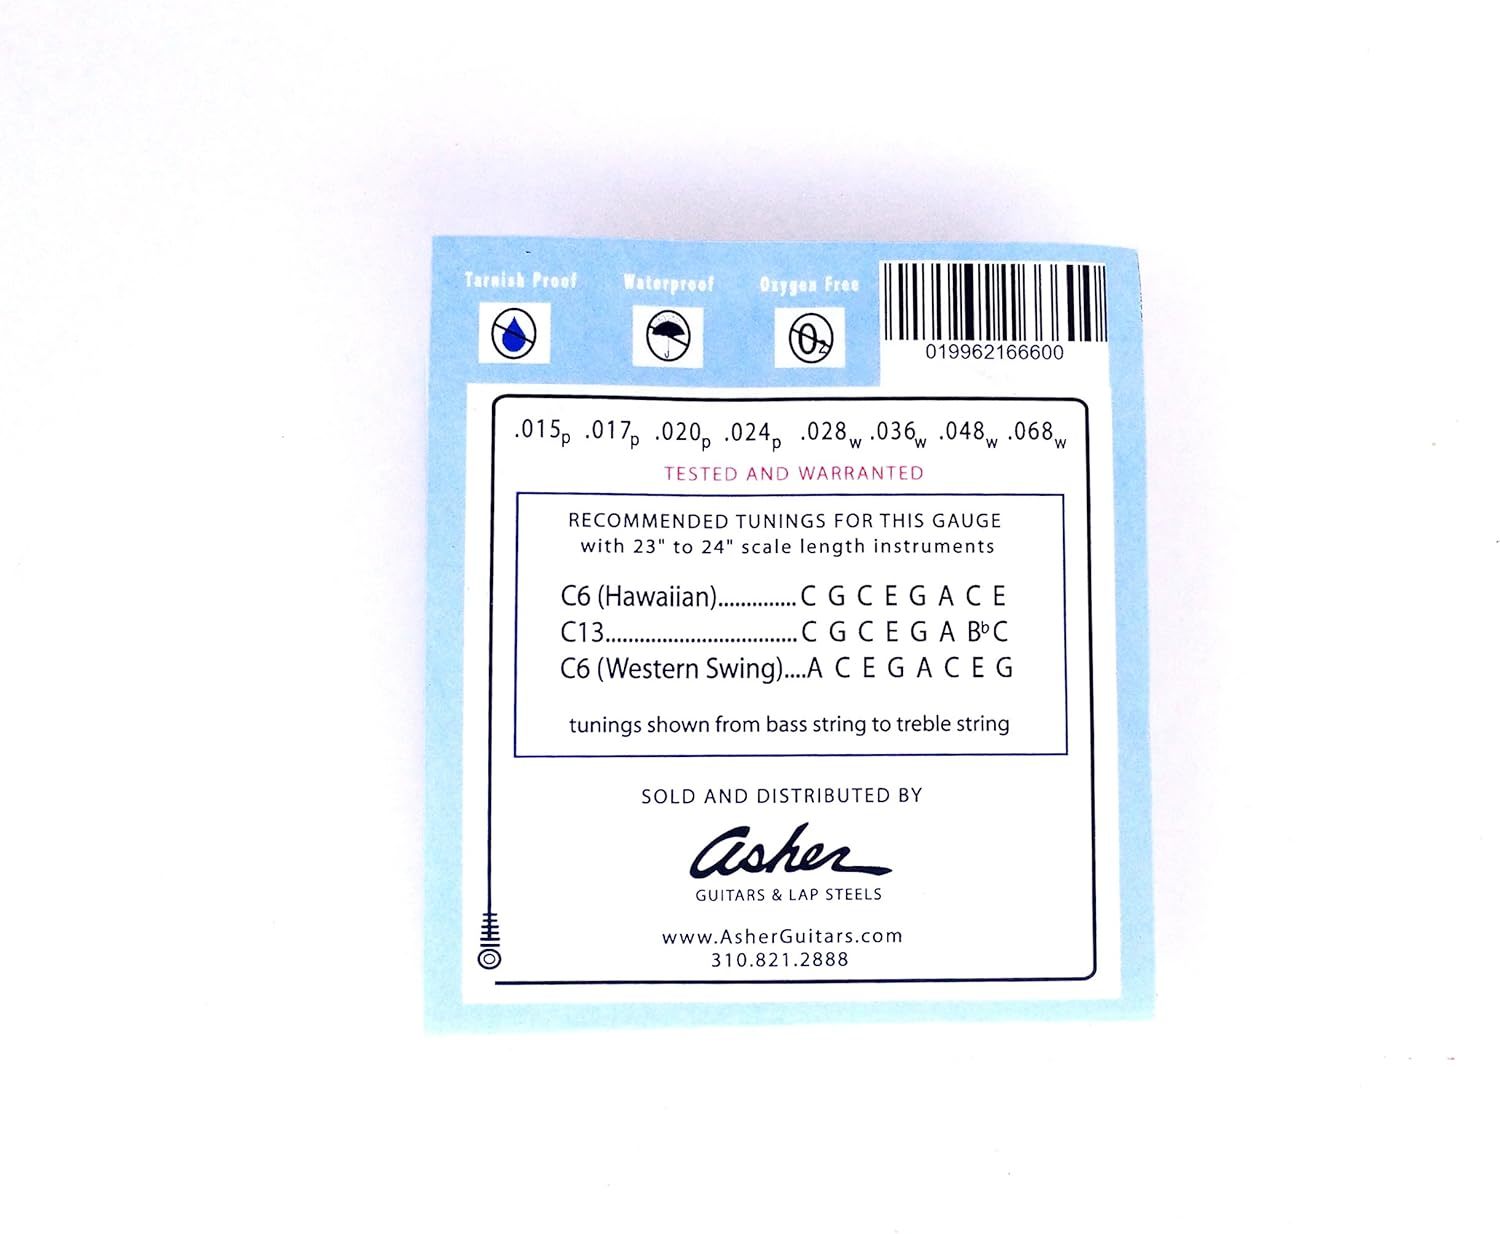 Tarnish Proof Waterproof Oxygen Free
O2
019962166600
.015p .017p .020p .024p .028w .036w .048w .068w
TESTED AND WARRANTED
RECOMMENDED TUNINGS FOR THIS GAUGE
with 23" to 24" scale length instruments
C6 (Hawaiian)..............C G C E G A C E
C13.................................C G C E G A Bb C
C6 (Western Swing)....A C E G A C E G
tunings shown from bass string to treble string
SOLD AND DISTRIBUTED BY
asher
GUITARS & LAP STEELS
www.AsherGuitars.com
310.821.2888